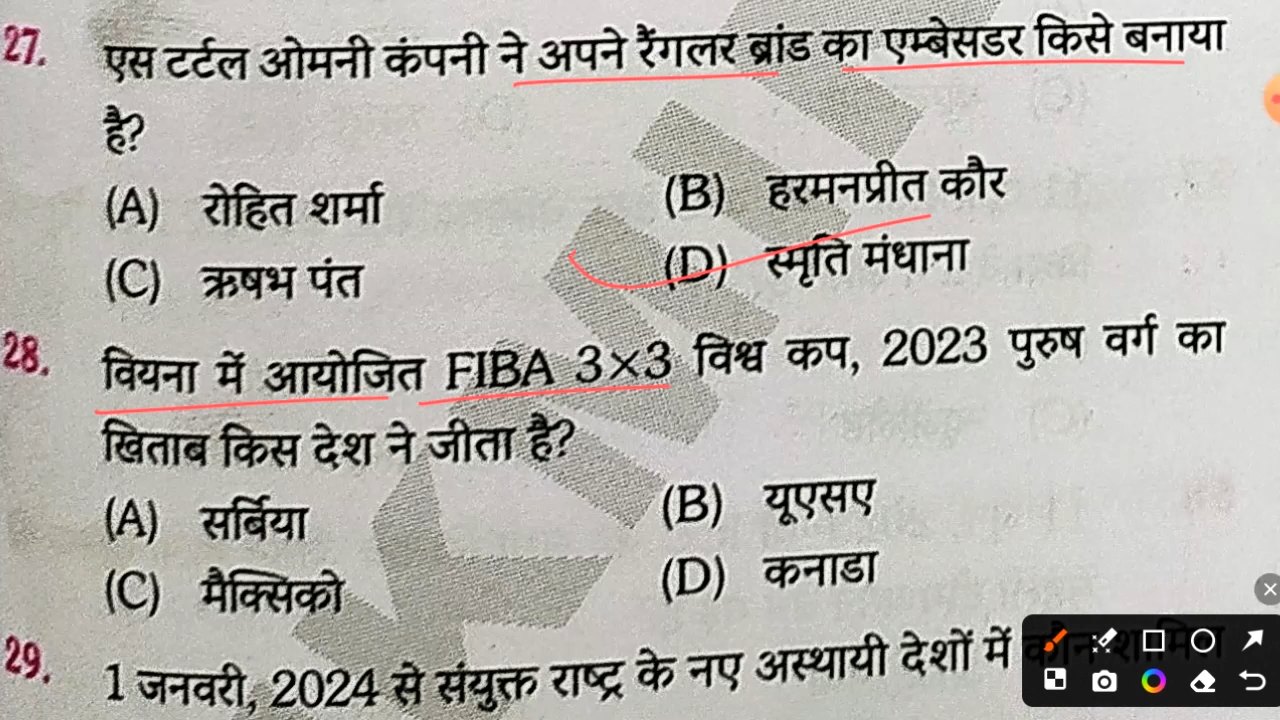 27. एस टर्टल ओमनी कंपनी ने अपने रैंगलर ब्रांड का एम्बेसडर किसे बनाया
है?
(A) रोहित शर्मा (B) हरमनप्रीत कौर
(C) ऋषभ पंत (D) स्मृति मंधाना
28. वियना में आयोजित FIBA 3×3 विश्व कप, 2023 पुरुष वर्ग का
खिताब किस देश ने जीता है?
(A) सर्बिया (B) यूएसए
(C) मैक्सिको (D) कनाडा
29. 1 जनवरी, 2024 से संयुक्त राष्ट्र के नए अस्थायी देशों में कौन शामिल